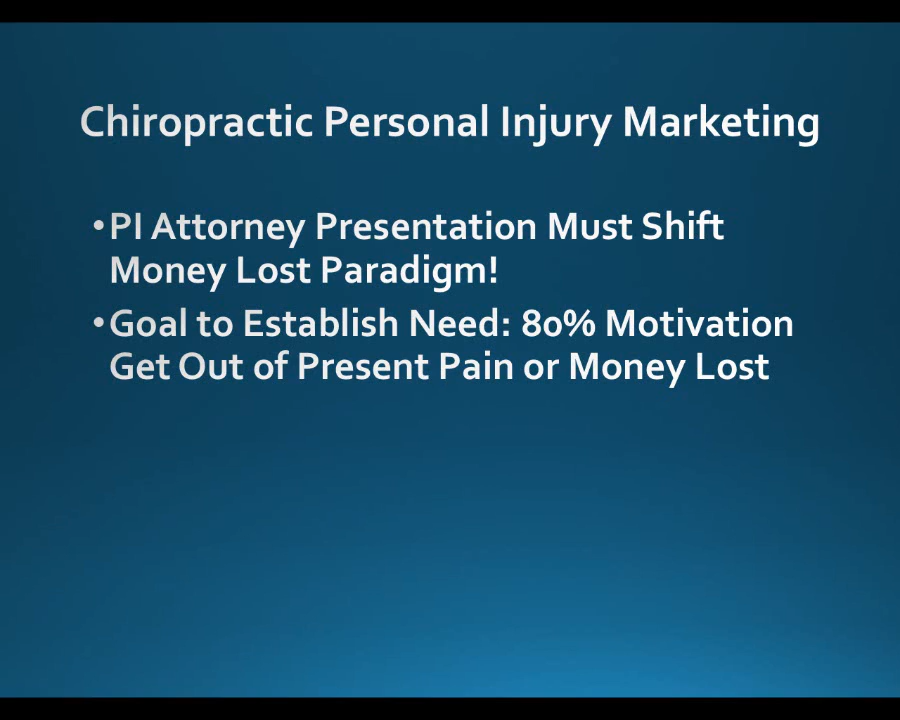 Chiropractic Personal Injury Marketing
•PI Attorney Presentation Must Shift
Money Lost Paradigm!
•Goal to Establish Need: 80% Motivation
Get Out of Present Pain or Money Lost